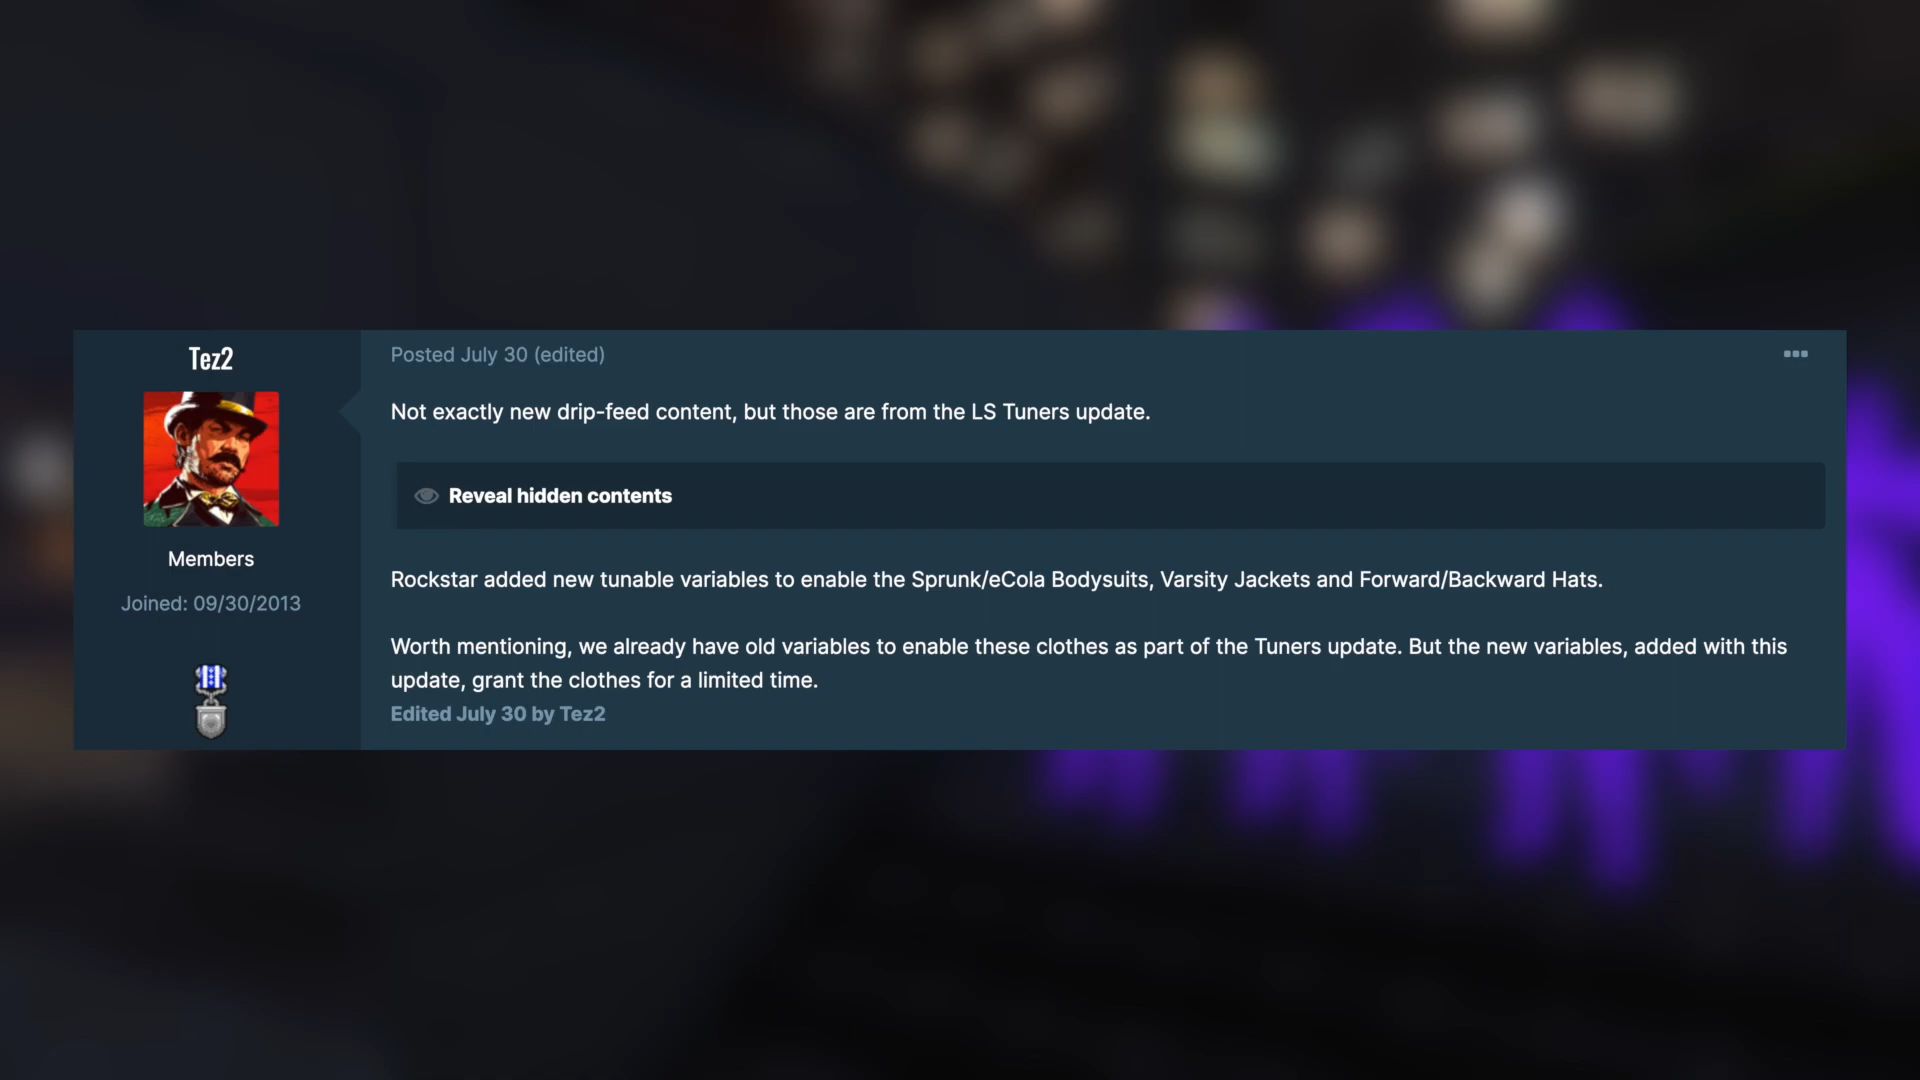 Tez2
Members
Joined: 09/30/2013
Posted July 30 (edited)
Not exactly new drip-feed content, but those are from the LS Tuners update.
Reveal hidden contents
Rockstar added new tunable variables to enable the Sprunk/eCola Bodysuits, Varsity Jackets and Forward/Backward Hats.
Worth mentioning, we already have old variables to enable these clothes as part of the Tuners update. But the new variables, added with this
update, grant the clothes for a limited time.
Edited July 30 by Tez2